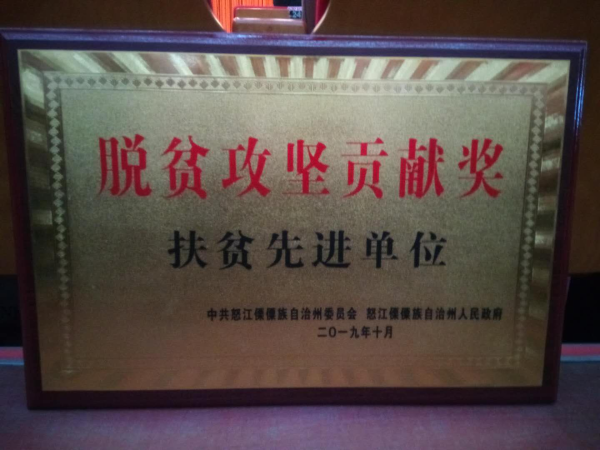 脱贫攻坚贡献奖
扶贫先进单位
中共怒江傈僳族自治州委员会 怒江傈僳族自治州人民政府
二〇一九年十月